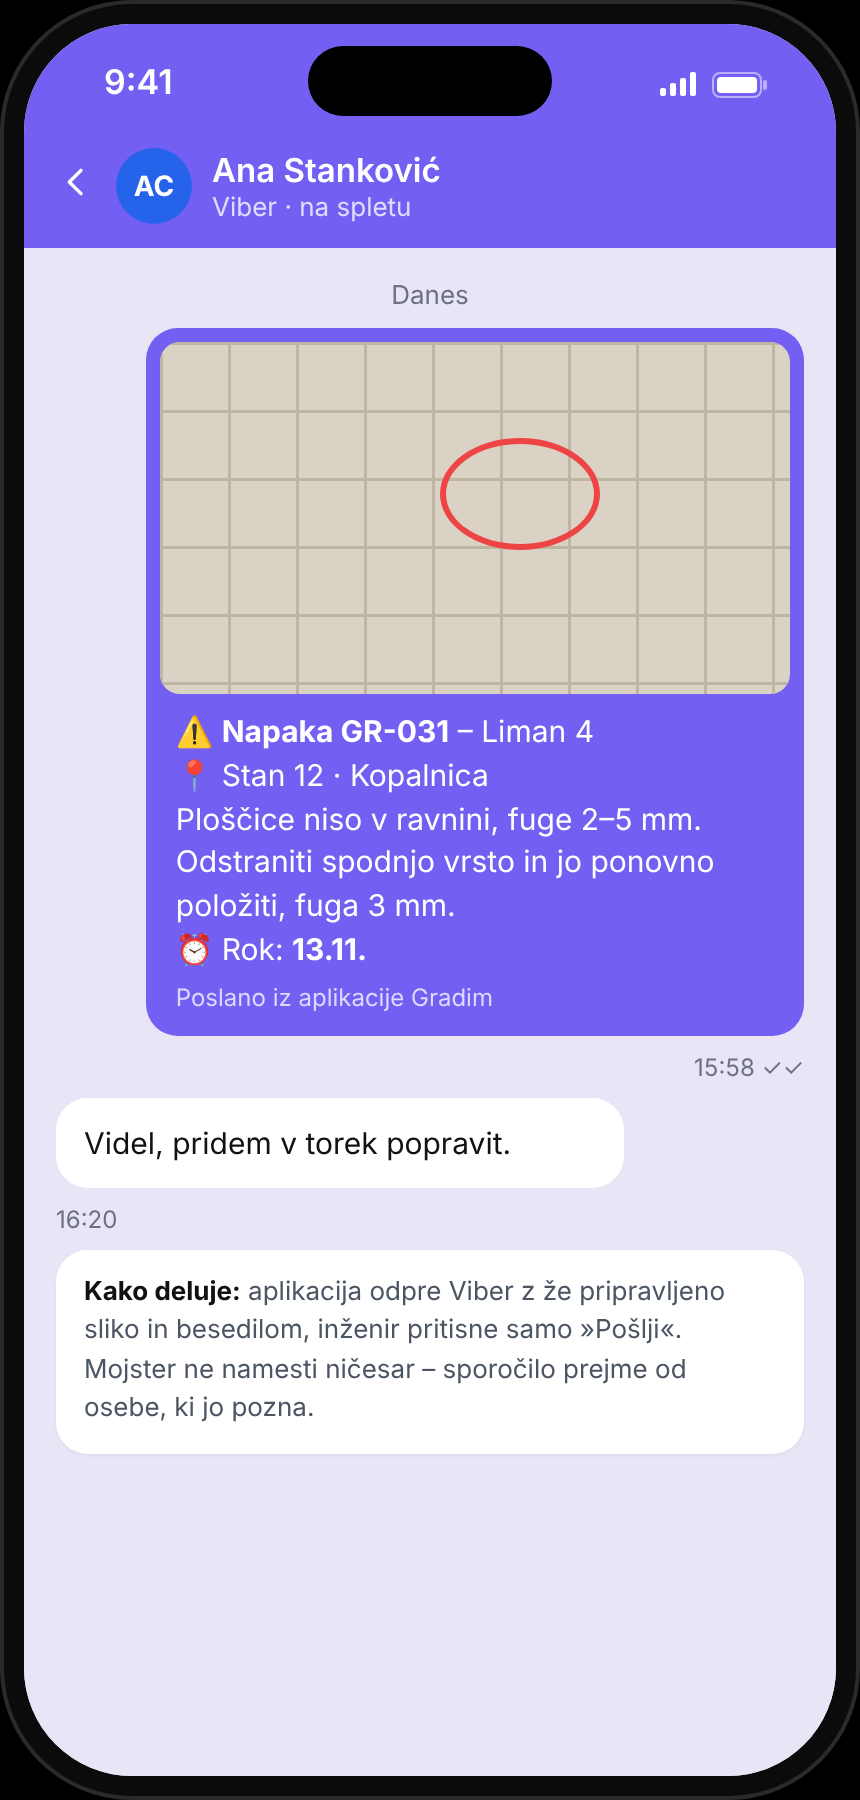 9:41
AC
Ana Stanković
Viber · na spletu
Danes
⚠️ Napaka GR-031 – Liman 4
📍 Stan 12 · Kopalnica
Ploščice niso v ravnini, fuge 2–5 mm.
Odstraniti spodnjo vrsto in jo ponovno
položiti, fuga 3 mm.
⏰ Rok: 13.11.
Poslano iz aplikacije Gradim
15:58 ✓✓
Videl, pridem v torek popravit.
16:20
Kako deluje: aplikacija odpre Viber z že pripravljeno
sliko in besedilom, inženir pritisne samo »Pošlji«.
Mojster ne namesti ničesar – sporočilo prejme od
osebe, ki jo pozna.